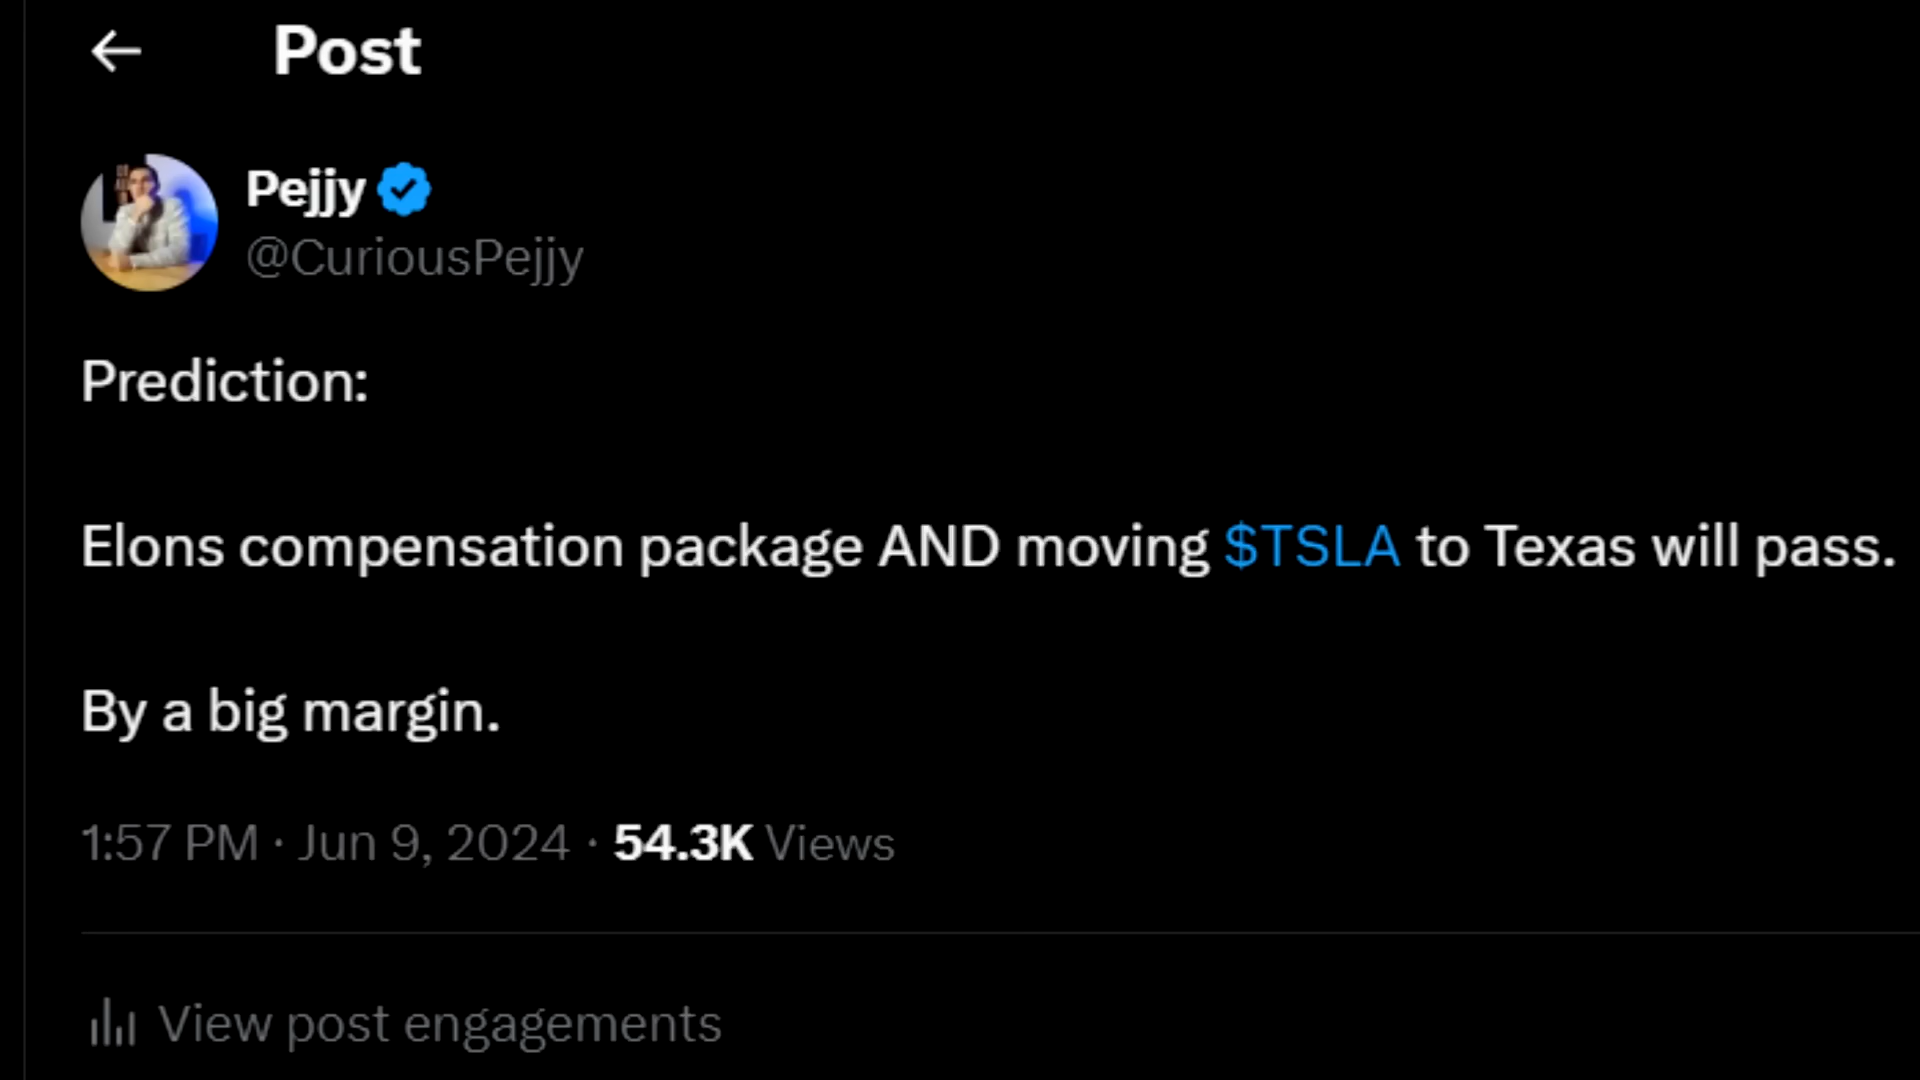 Post
Pejjy
@CuriousPejjy
Prediction:
Elons compensation package AND moving $TSLA to Texas will pass.
By a big margin.
1:57 PM · Jun 9, 2024 · 54.3K Views
View post engagements